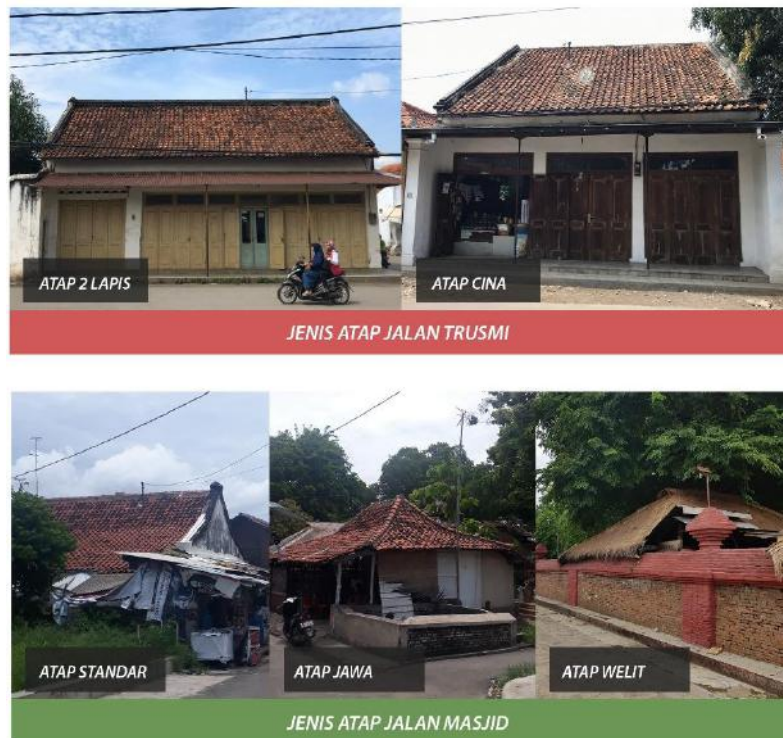 ATAP 2 LAPIS
ATAP CINA
JENIS ATAP JALAN TRUSMI
ATAP STANDAR
ATAP JAWA
ATAP WELIT
JENIS ATAP JALAN MASJID